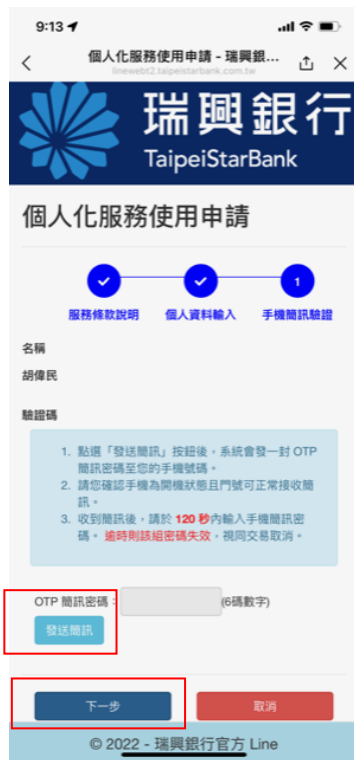 9:13
個人化服務使用申請 - 瑞興銀...
linewebt2.taipeistarbank.com.tw
瑞興銀行
TaipeiStarBank
個人化服務使用申請
1
服務條款說明 個人資料輸入 手機簡訊驗證
名稱
胡偉民
驗證碼
1. 點選「發送簡訊」按鈕後，系統會發一封 OTP
簡訊密碼至您的手機號碼。
2. 請您確認手機為開機狀態且門號可正常接收簡
訊。
3. 收到簡訊後，請於 120 秒內輸入手機簡訊密
碼。 逾時則該組密碼失效，視同交易取消。
OTP 簡訊密碼： (6碼數字)
發送簡訊
下一步 取消
© 2022 - 瑞興銀行官方 Line